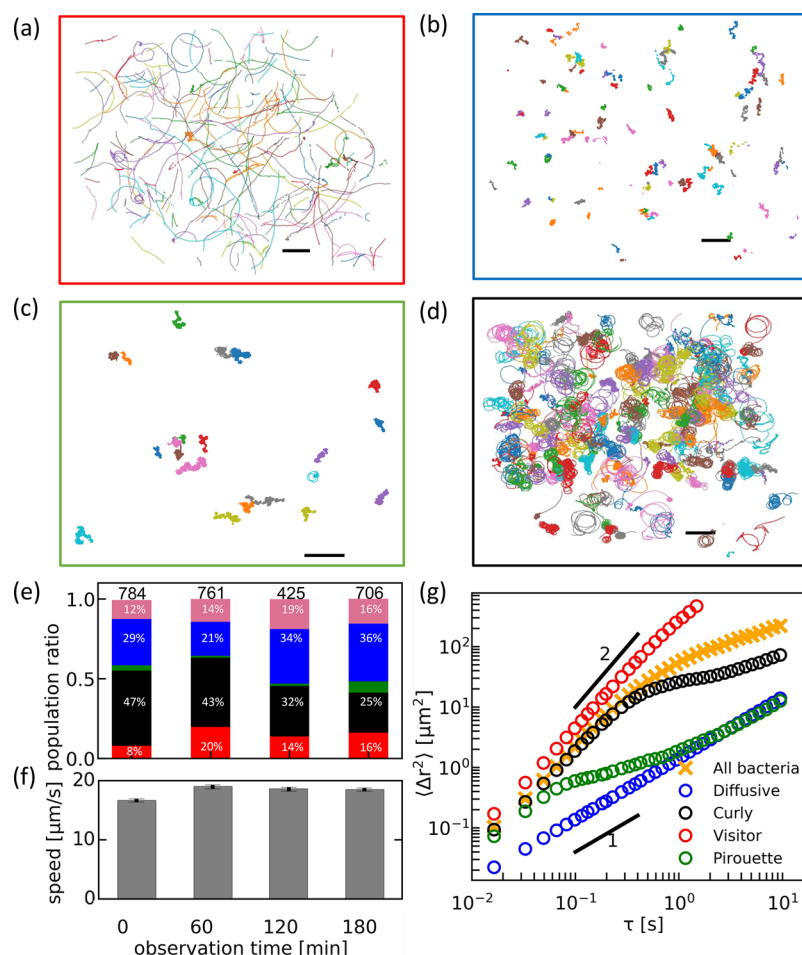 (a)
(b)
(c)
(d)
(e)
784 761 425 706
1.0
12% 14% 19% 16%
29% 21% 34% 36%
0.5
47% 43% 32% 25%
8% 20% 14% 16%
0.0
population ratio
(f)
20
10
0
speed [μm/s]
0 60 120 180
observation time [min]
(g)
10² 10¹ 10⁰ 10⁻¹
⟨Δr²⟩ [μm²]
2
1
All bacteria
Diffusive
Curly
Visitor
Pirouette
10⁻² 10⁻¹ 10⁰ 10¹
τ [s]